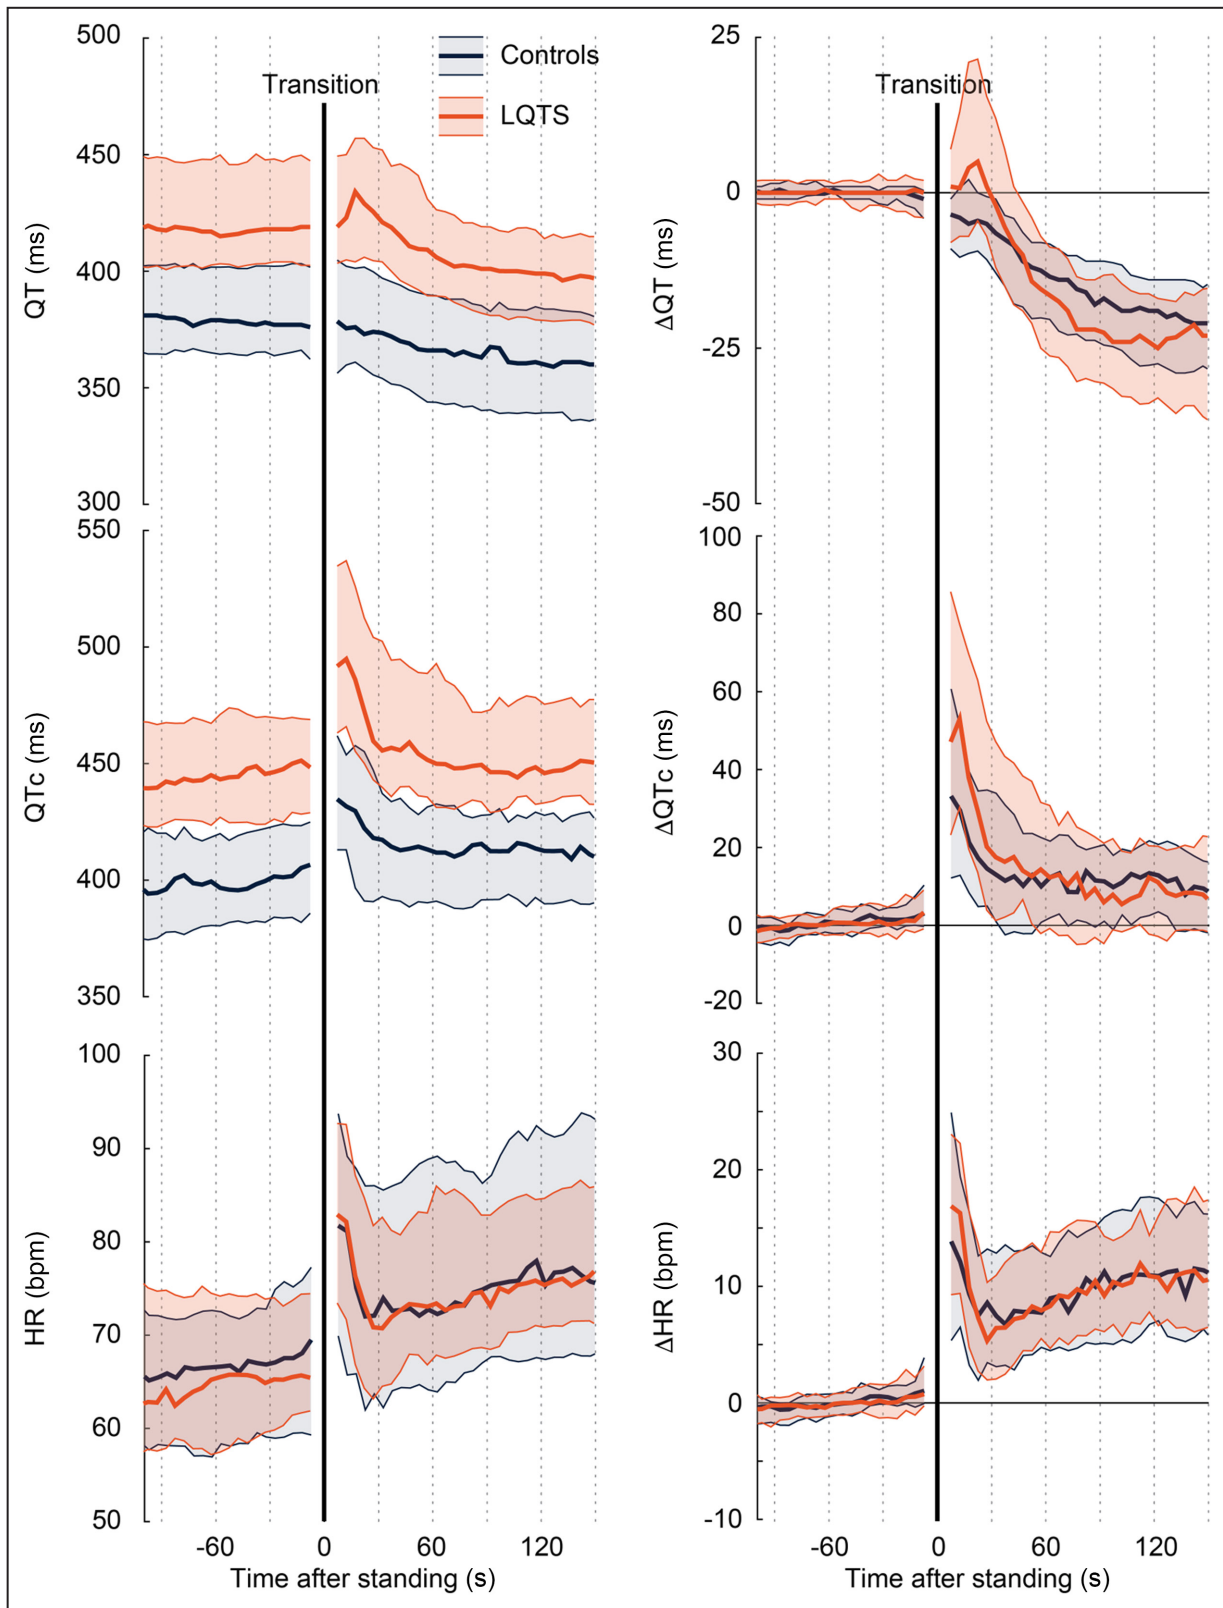 500
450
400
350
300
QT (ms)
Transition
Controls
LQTS
25
0
-25
-50
ΔQT (ms)
Transition
550
500
450
400
350
QTc (ms)
100
80
60
40
20
0
-20
ΔQTc (ms)
100
90
80
70
60
50
HR (bpm)
-60 0 60 120
Time after standing (s)
30
20
10
0
-10
ΔHR (bpm)
-60 0 60 120
Time after standing (s)